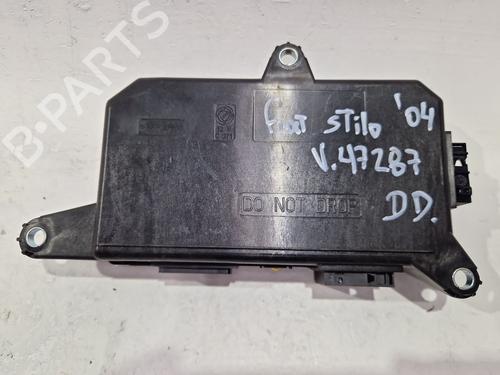 B-PARTS
Fiat STilo '04
V.47287
DO NOT DROP
DD.